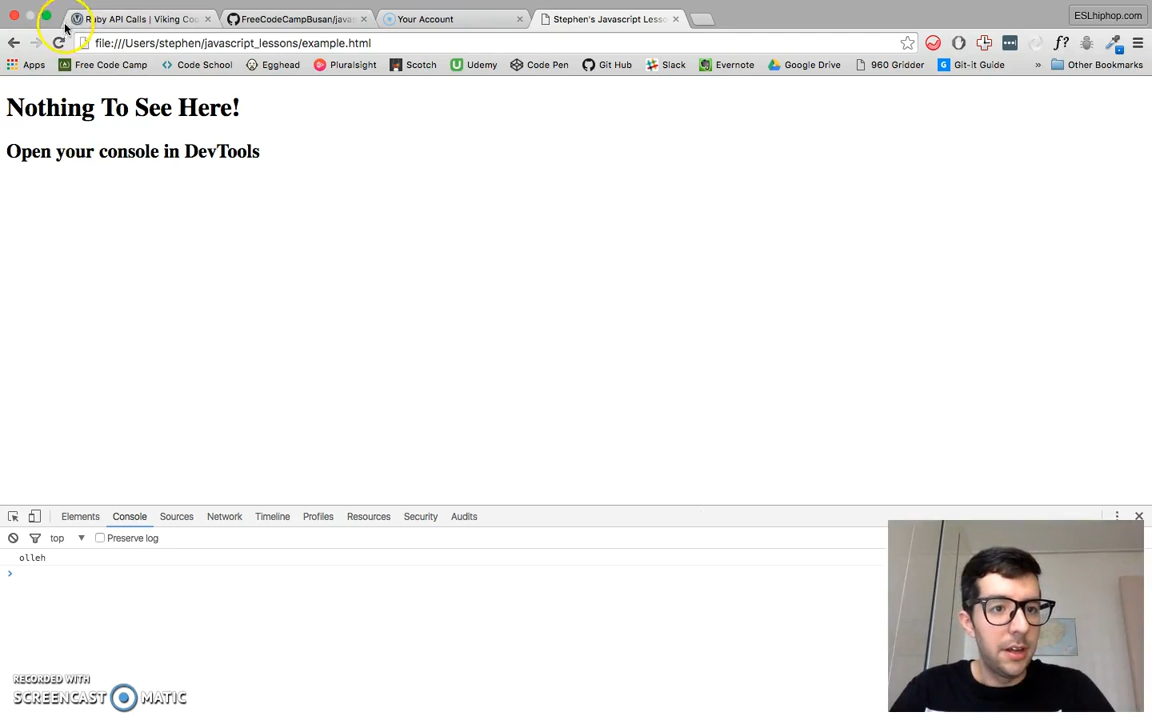 Ruby API Calls | Viking Co
FreeCodeCampBusan/javas
Your Account
Stephen's Javascript Lesso
ESLhiphop.com
file:///Users/stephen/javascript_lessons/example.html
f?
Apps
Free Code Camp
Code School
Egghead
Pluralsight
Scotch
Udemy
Code Pen
Git Hub
Slack
Evernote
Google Drive
960 Gridder
G Git-it Guide
»
Other Bookmarks
Nothing To See Here!
Open your console in DevTools
Elements
Console
Sources
Network
Timeline
Profiles
Resources
Security
Audits
top
Preserve log
olleh
RECORDED WITH
SCREENCAST MATIC